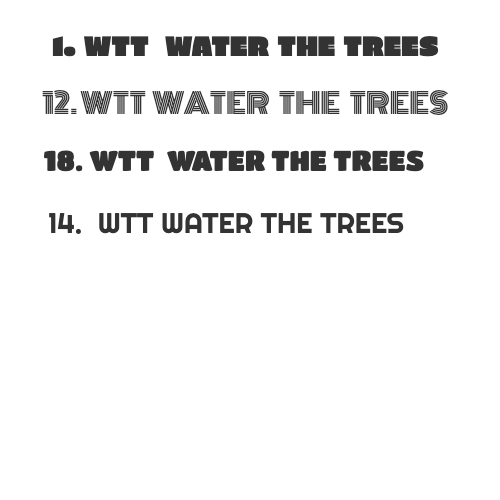 1. WTT WATER THE TREES
12. WTT WATER THE TREES
18. WTT WATER THE TREES
14. WTT WATER THE TREES